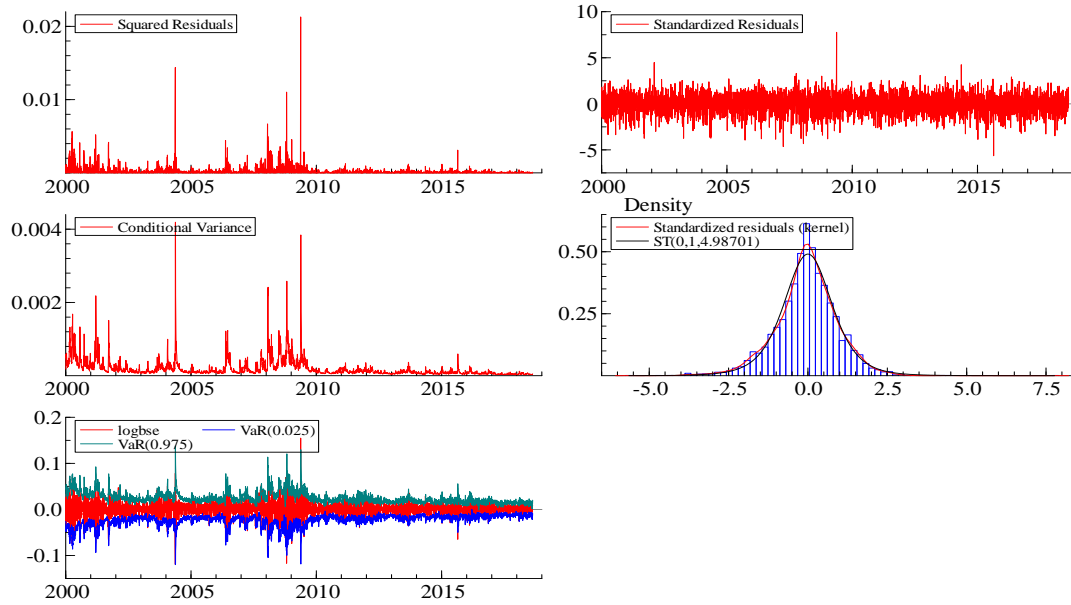 Squared Residuals
0.02
0.01
2000 2005 2010 2015
Standardized Residuals
10
5
0
-5
2000 2005 2010 2015
Conditional Variance
0.004
0.002
2000 2005 2010 2015
Density
Standardized residuals (kernel)
ST(0,1,4.98701)
0.50
0.25
-5.0 -2.5 0.0 2.5 5.0 7.5
logbse VaR(0.025)
VaR(0.975)
0.2
0.1
0.0
-0.1
2000 2005 2010 2015